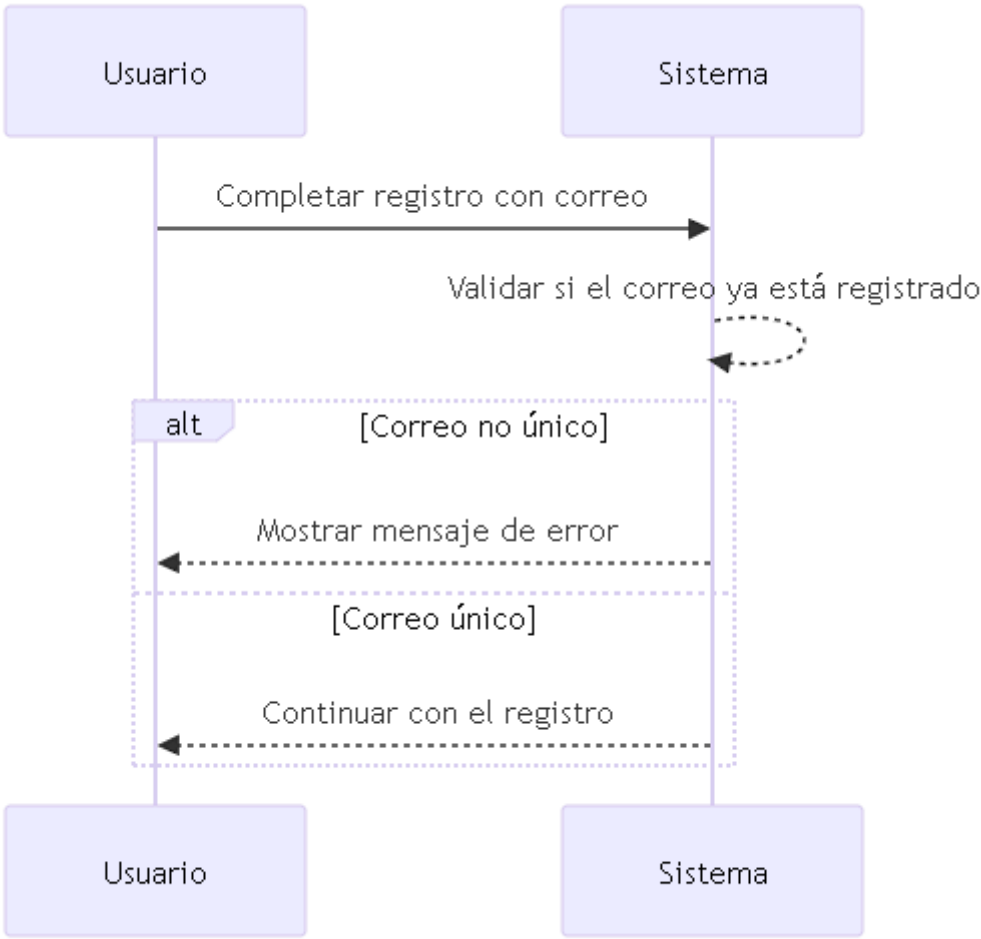 Usuario
Sistema
Completar registro con correo
Validar si el correo ya está registrado
alt
[Correo no único]
Mostrar mensaje de error
[Correo único]
Continuar con el registro
Usuario
Sistema